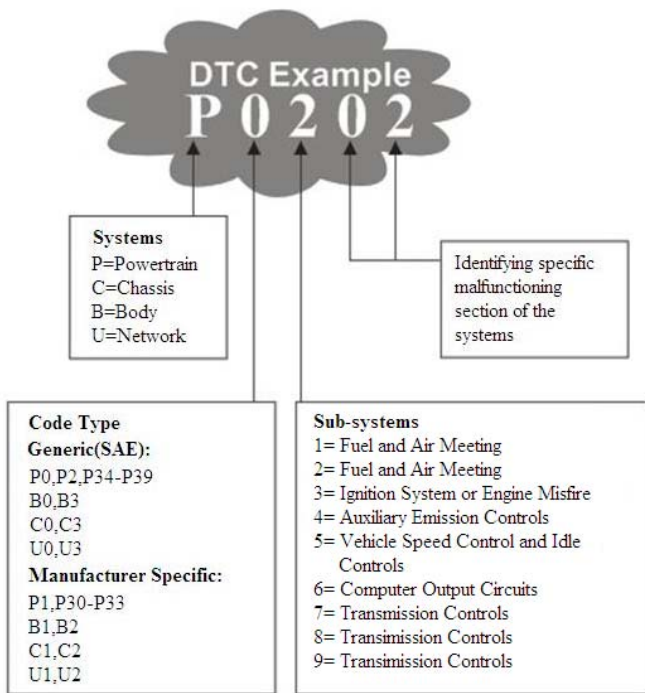 DTC Example
P0202
Systems
P=Powertrain
C=Chassis
B=Body
U=Network
Identifying specific
malfunctioning
section of the
systems
Code Type
Generic(SAE):
P0,P2,P34-P39
B0,B3
C0,C3
U0,U3
Manufacturer Specific:
P1,P30-P33
B1,B2
C1,C2
U1,U2
Sub-systems
1= Fuel and Air Meeting
2= Fuel and Air Meeting
3= Ignition System or Engine Misfire
4= Auxiliary Emission Controls
5= Vehicle Speed Control and Idle
Controls
6= Computer Output Circuits
7= Transmission Controls
8= Transimission Controls
9= Transimission Controls